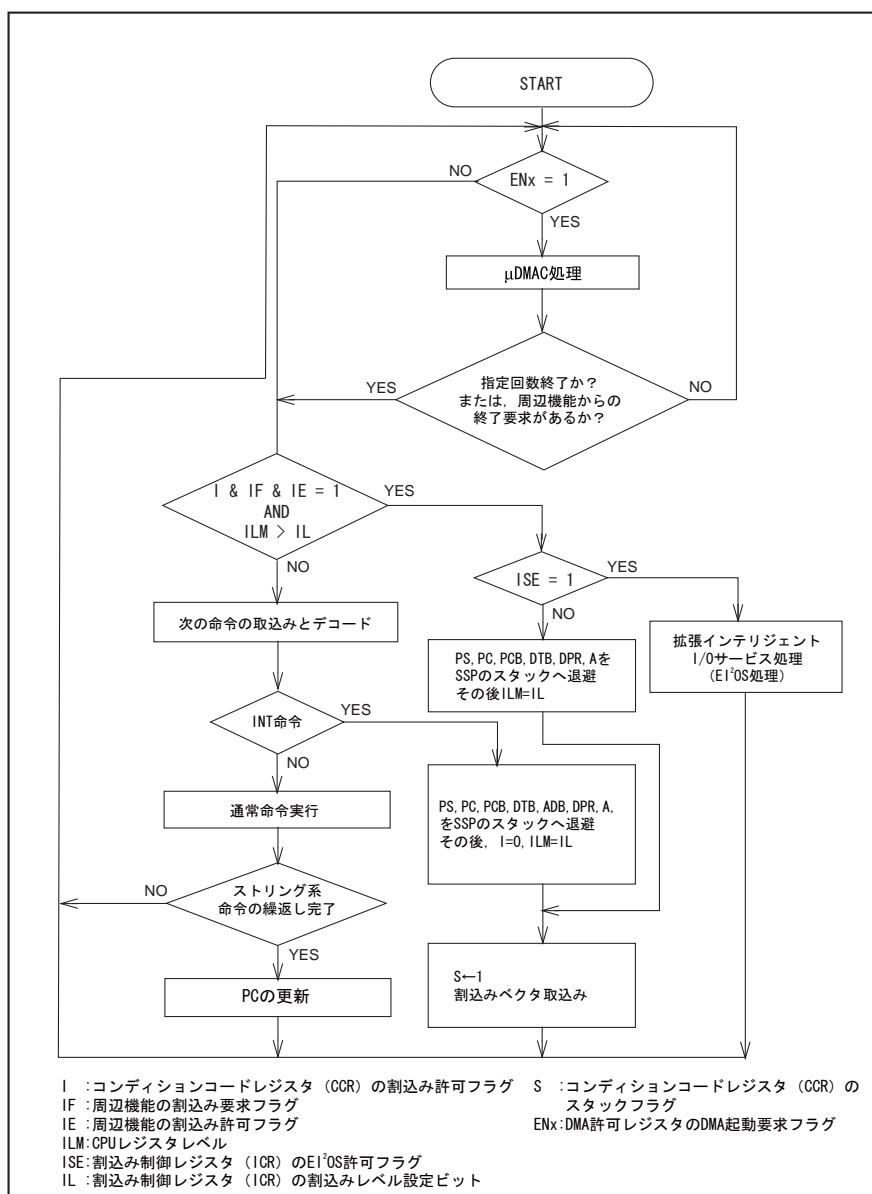 START
NO
ENx = 1
YES
μDMAC処理
指定回数終了か？
または，周辺機能からの
終了要求があるか？
YES
NO
I & IF & IE = 1
AND
ILM > IL
YES
NO
ISE = 1
YES
NO
次の命令の取込みとデコード
PS,PC,PCB,DTB,DPR,Aを
SSPのスタックへ退避
その後ILM=IL
拡張インテリジェント
I/Oサービス処理
(EI²OS処理)
INT命令
YES
NO
通常命令実行
PS,PC,PCB,DTB,ADB,DPR,A,
をSSPのスタックへ退避
その後，I=0,ILM=IL
NO
ストリング系
命令の繰返し完了
YES
PCの更新
S←1
割込みベクタ取込み
I ：コンディションコードレジスタ（CCR）の割込み許可フラグ
IF：周辺機能の割込み要求フラグ
IE：周辺機能の割込み許可フラグ
ILM：CPUレジスタレベル
ISE：割込み制御レジスタ（ICR）のEI²OS許可フラグ
IL ：割込み制御レジスタ（ICR）の割込みレベル設定ビット
S ：コンディションコードレジスタ（CCR）の
スタックフラグ
ENx：DMA許可レジスタのDMA起動要求フラグ